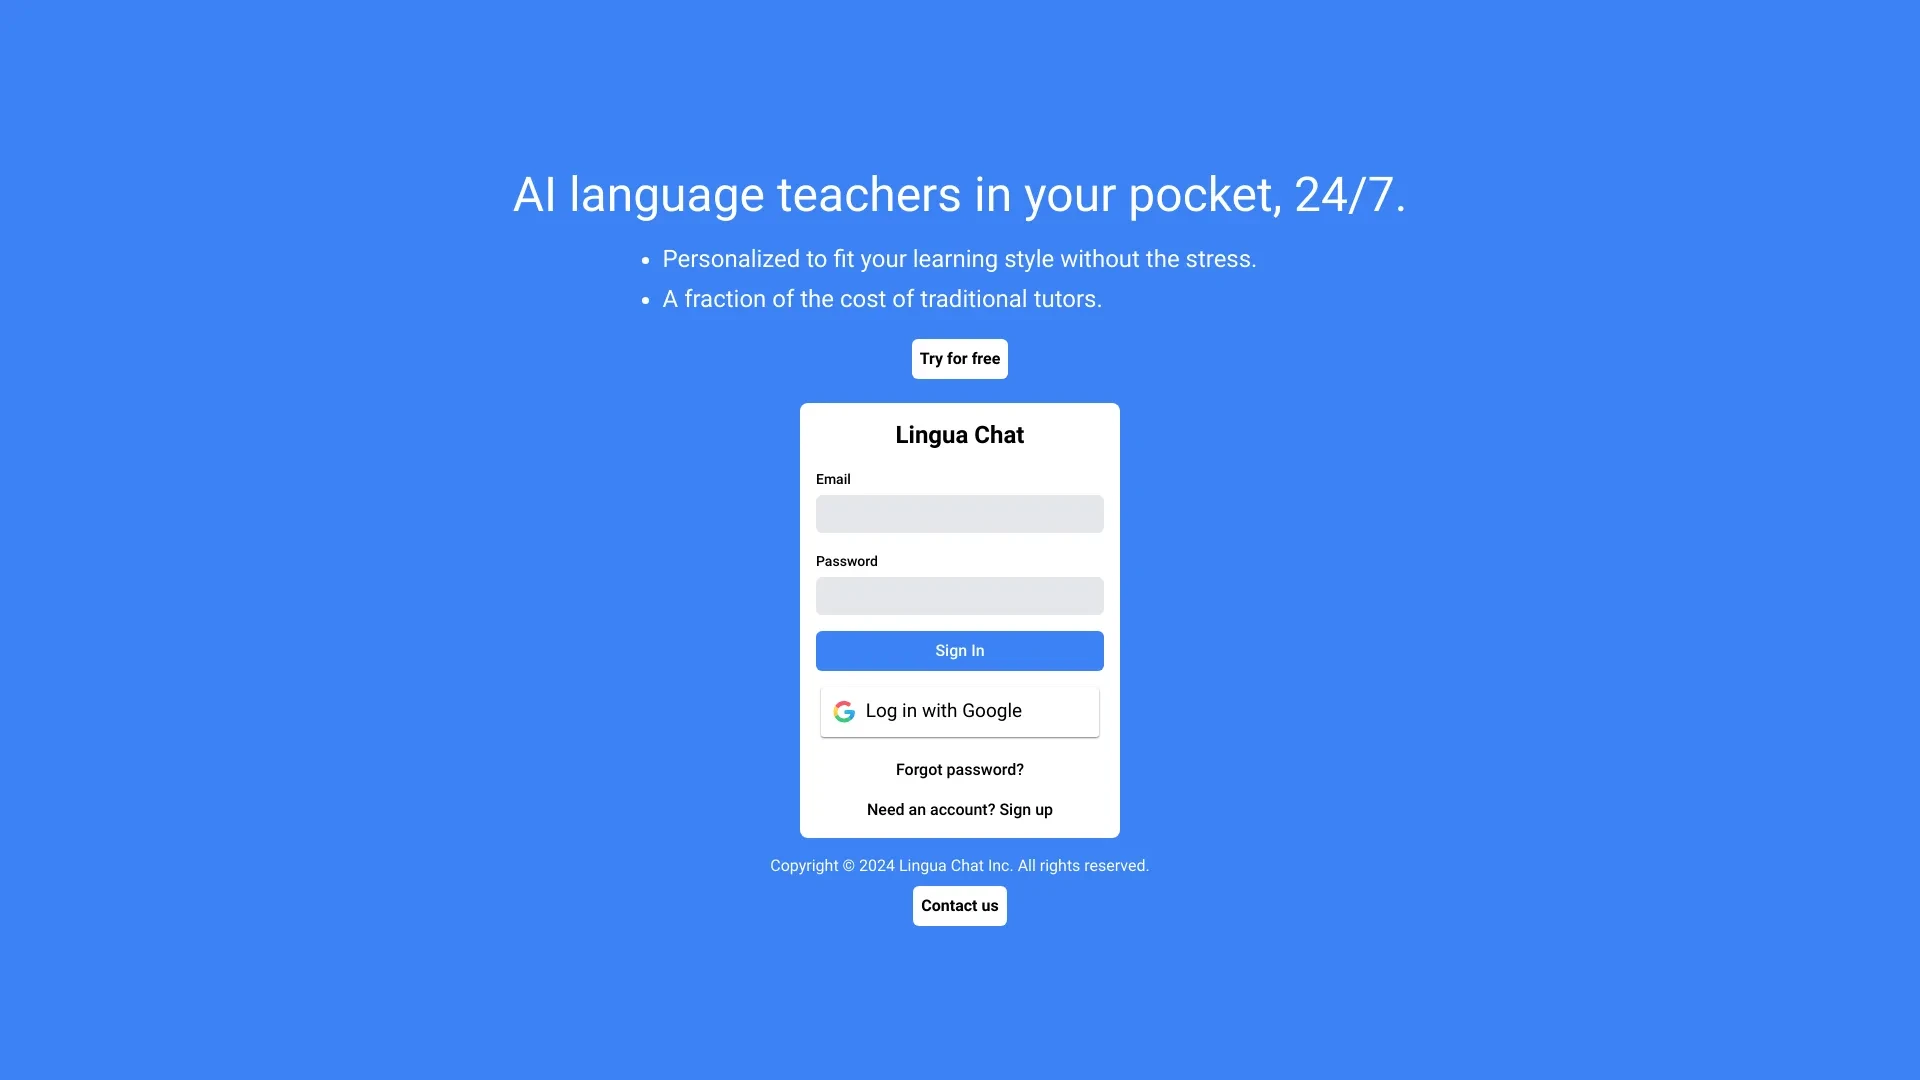 AI language teachers in your pocket, 24/7.
• Personalized to fit your learning style without the stress.
• A fraction of the cost of traditional tutors.
Try for free
Lingua Chat
Email
Password
Sign In
Log in with Google
Forgot password?
Need an account? Sign up
Copyright © 2024 Lingua Chat Inc. All rights reserved.
Contact us